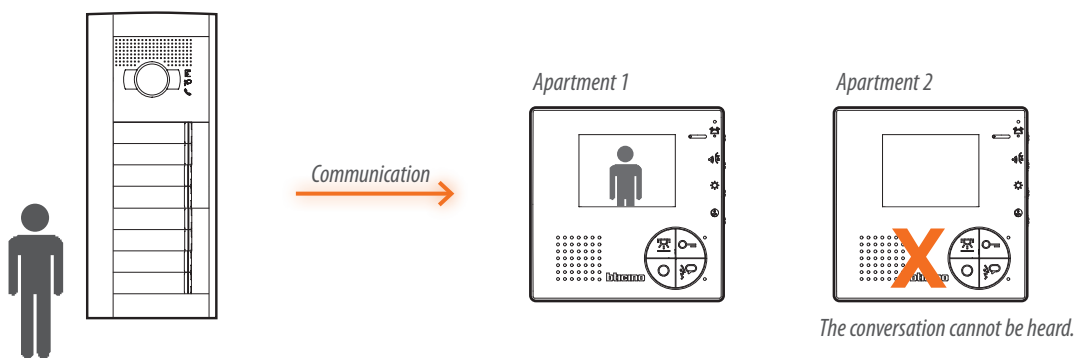 Apartment 1
Apartment 2
Communication
bticino
The conversation cannot be heard.